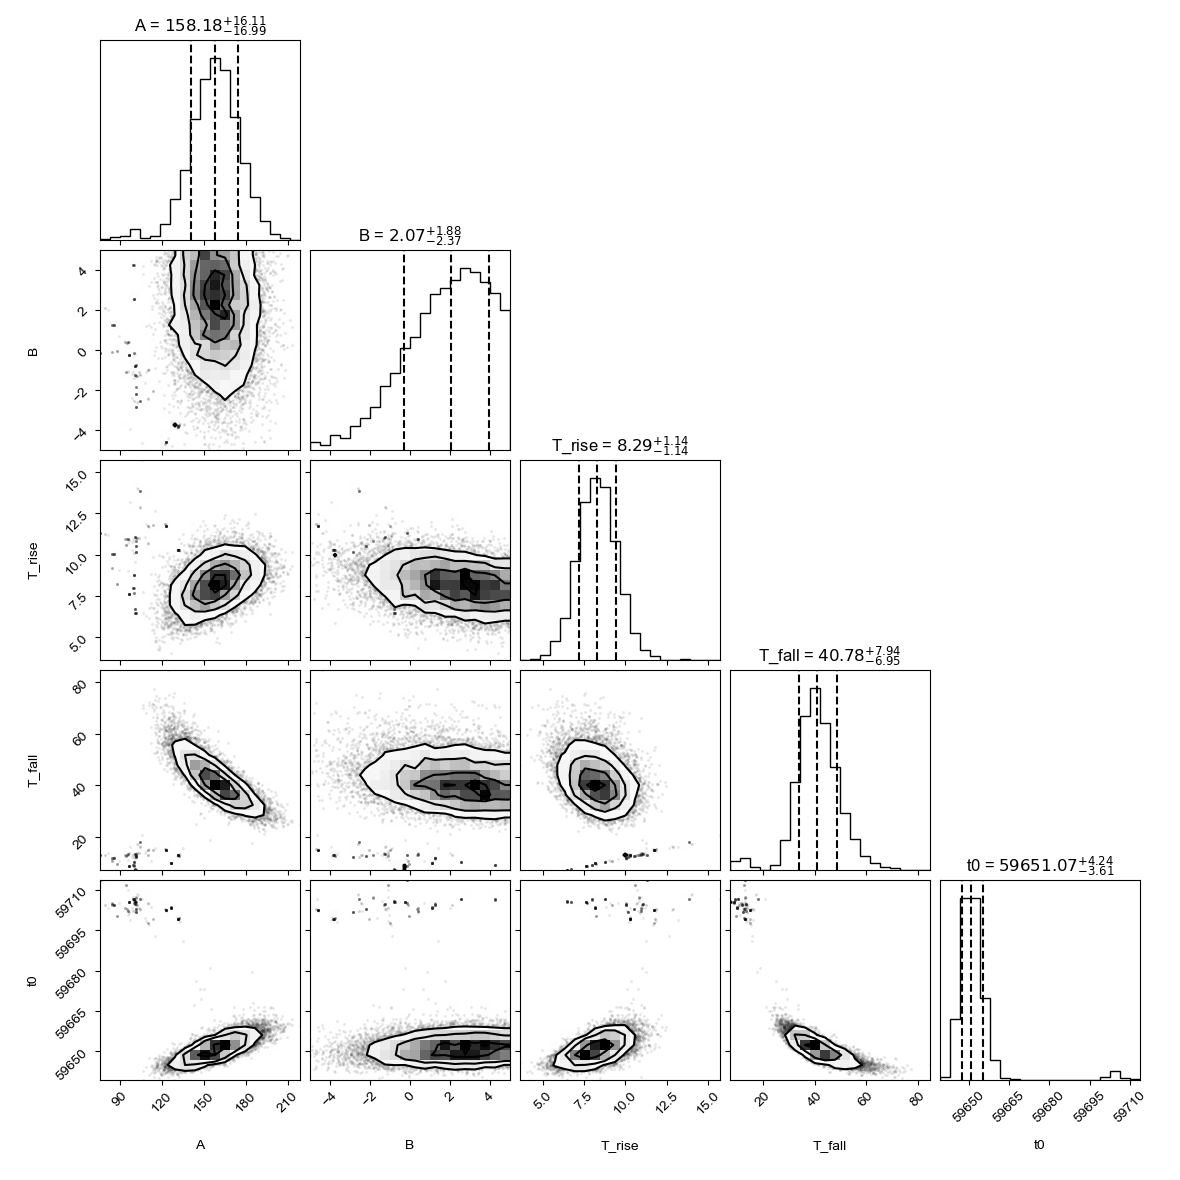 A = 158.18+16.11−16.99
B = 2.07+1.88−2.37
4
2
0
−2
−4
B
T_rise = 8.29+1.14−1.14
15.0
12.5
10.0
7.5
5.0
T_rise
T_fall = 40.78+7.94−6.95
80
60
40
20
T_fall
t0 = 59651.07+4.24−3.61
59710
59695
59680
59665
59650
t0
90 120 150 180 210 −4 −2 0 2 4 5.0 7.5 10.0 12.5 15.0 20 40 60 80 59650 59665 59680 59695 59710
A B T_rise T_fall t0